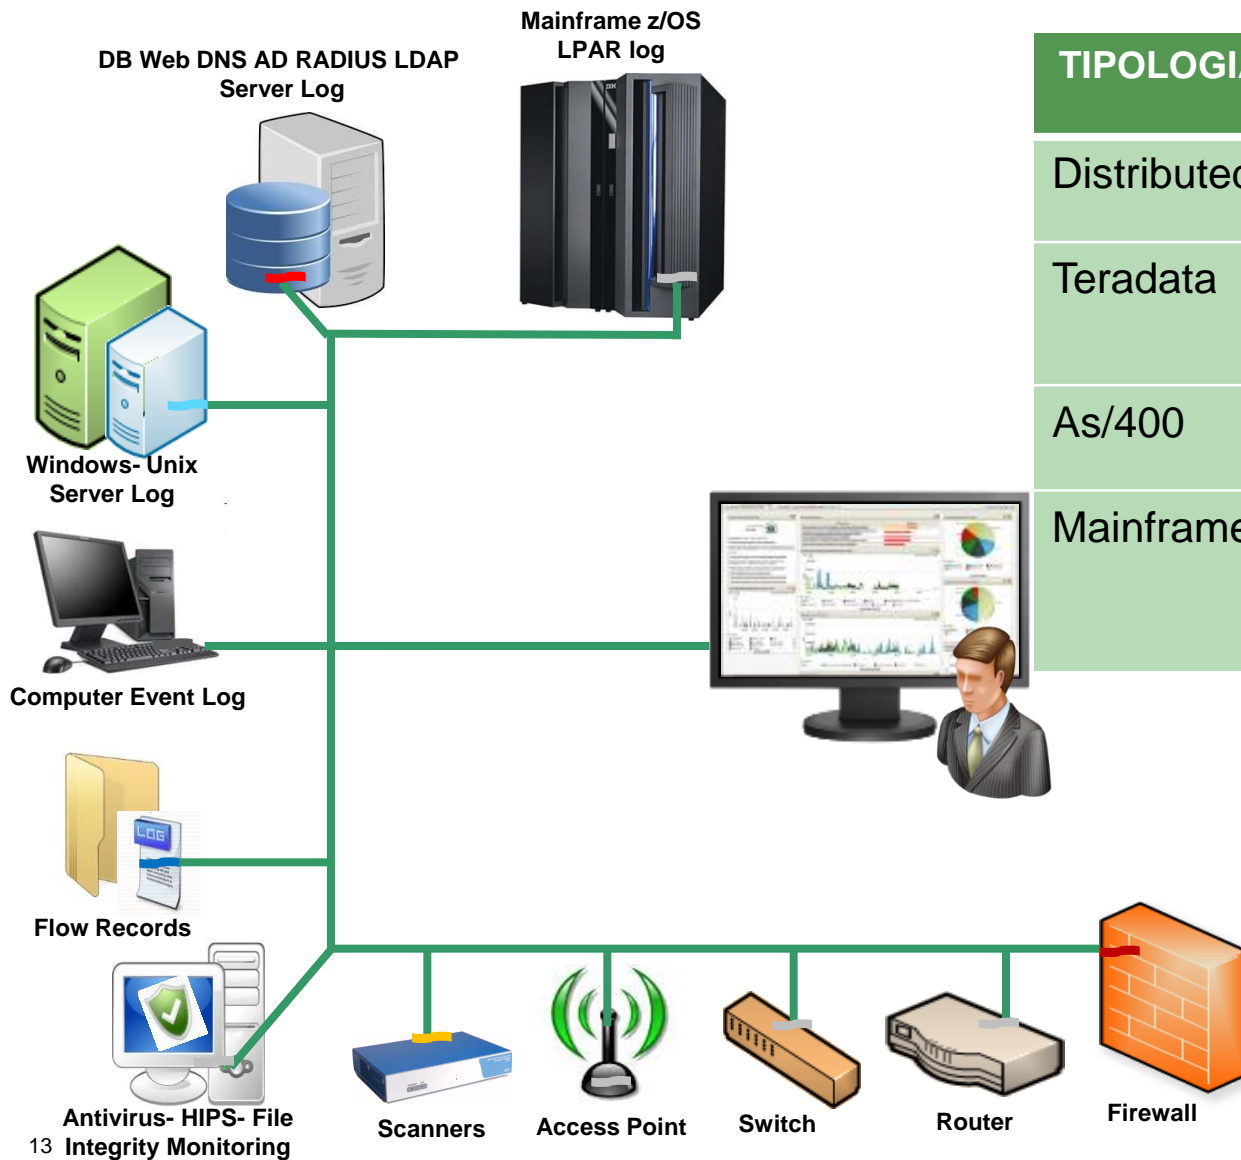 Mainframe z/OS
LPAR log
DB Web DNS AD RADIUS LDAP
Server Log
TIPOLOGIA
Distributed
Teradata
As/400
Mainframe
Windows- Unix
Server Log
Computer Event Log
LOG
Flow Records
Antivirus- HIPS- File
Integrity Monitoring
Scanners
Access Point
Switch
Router
Firewall
13